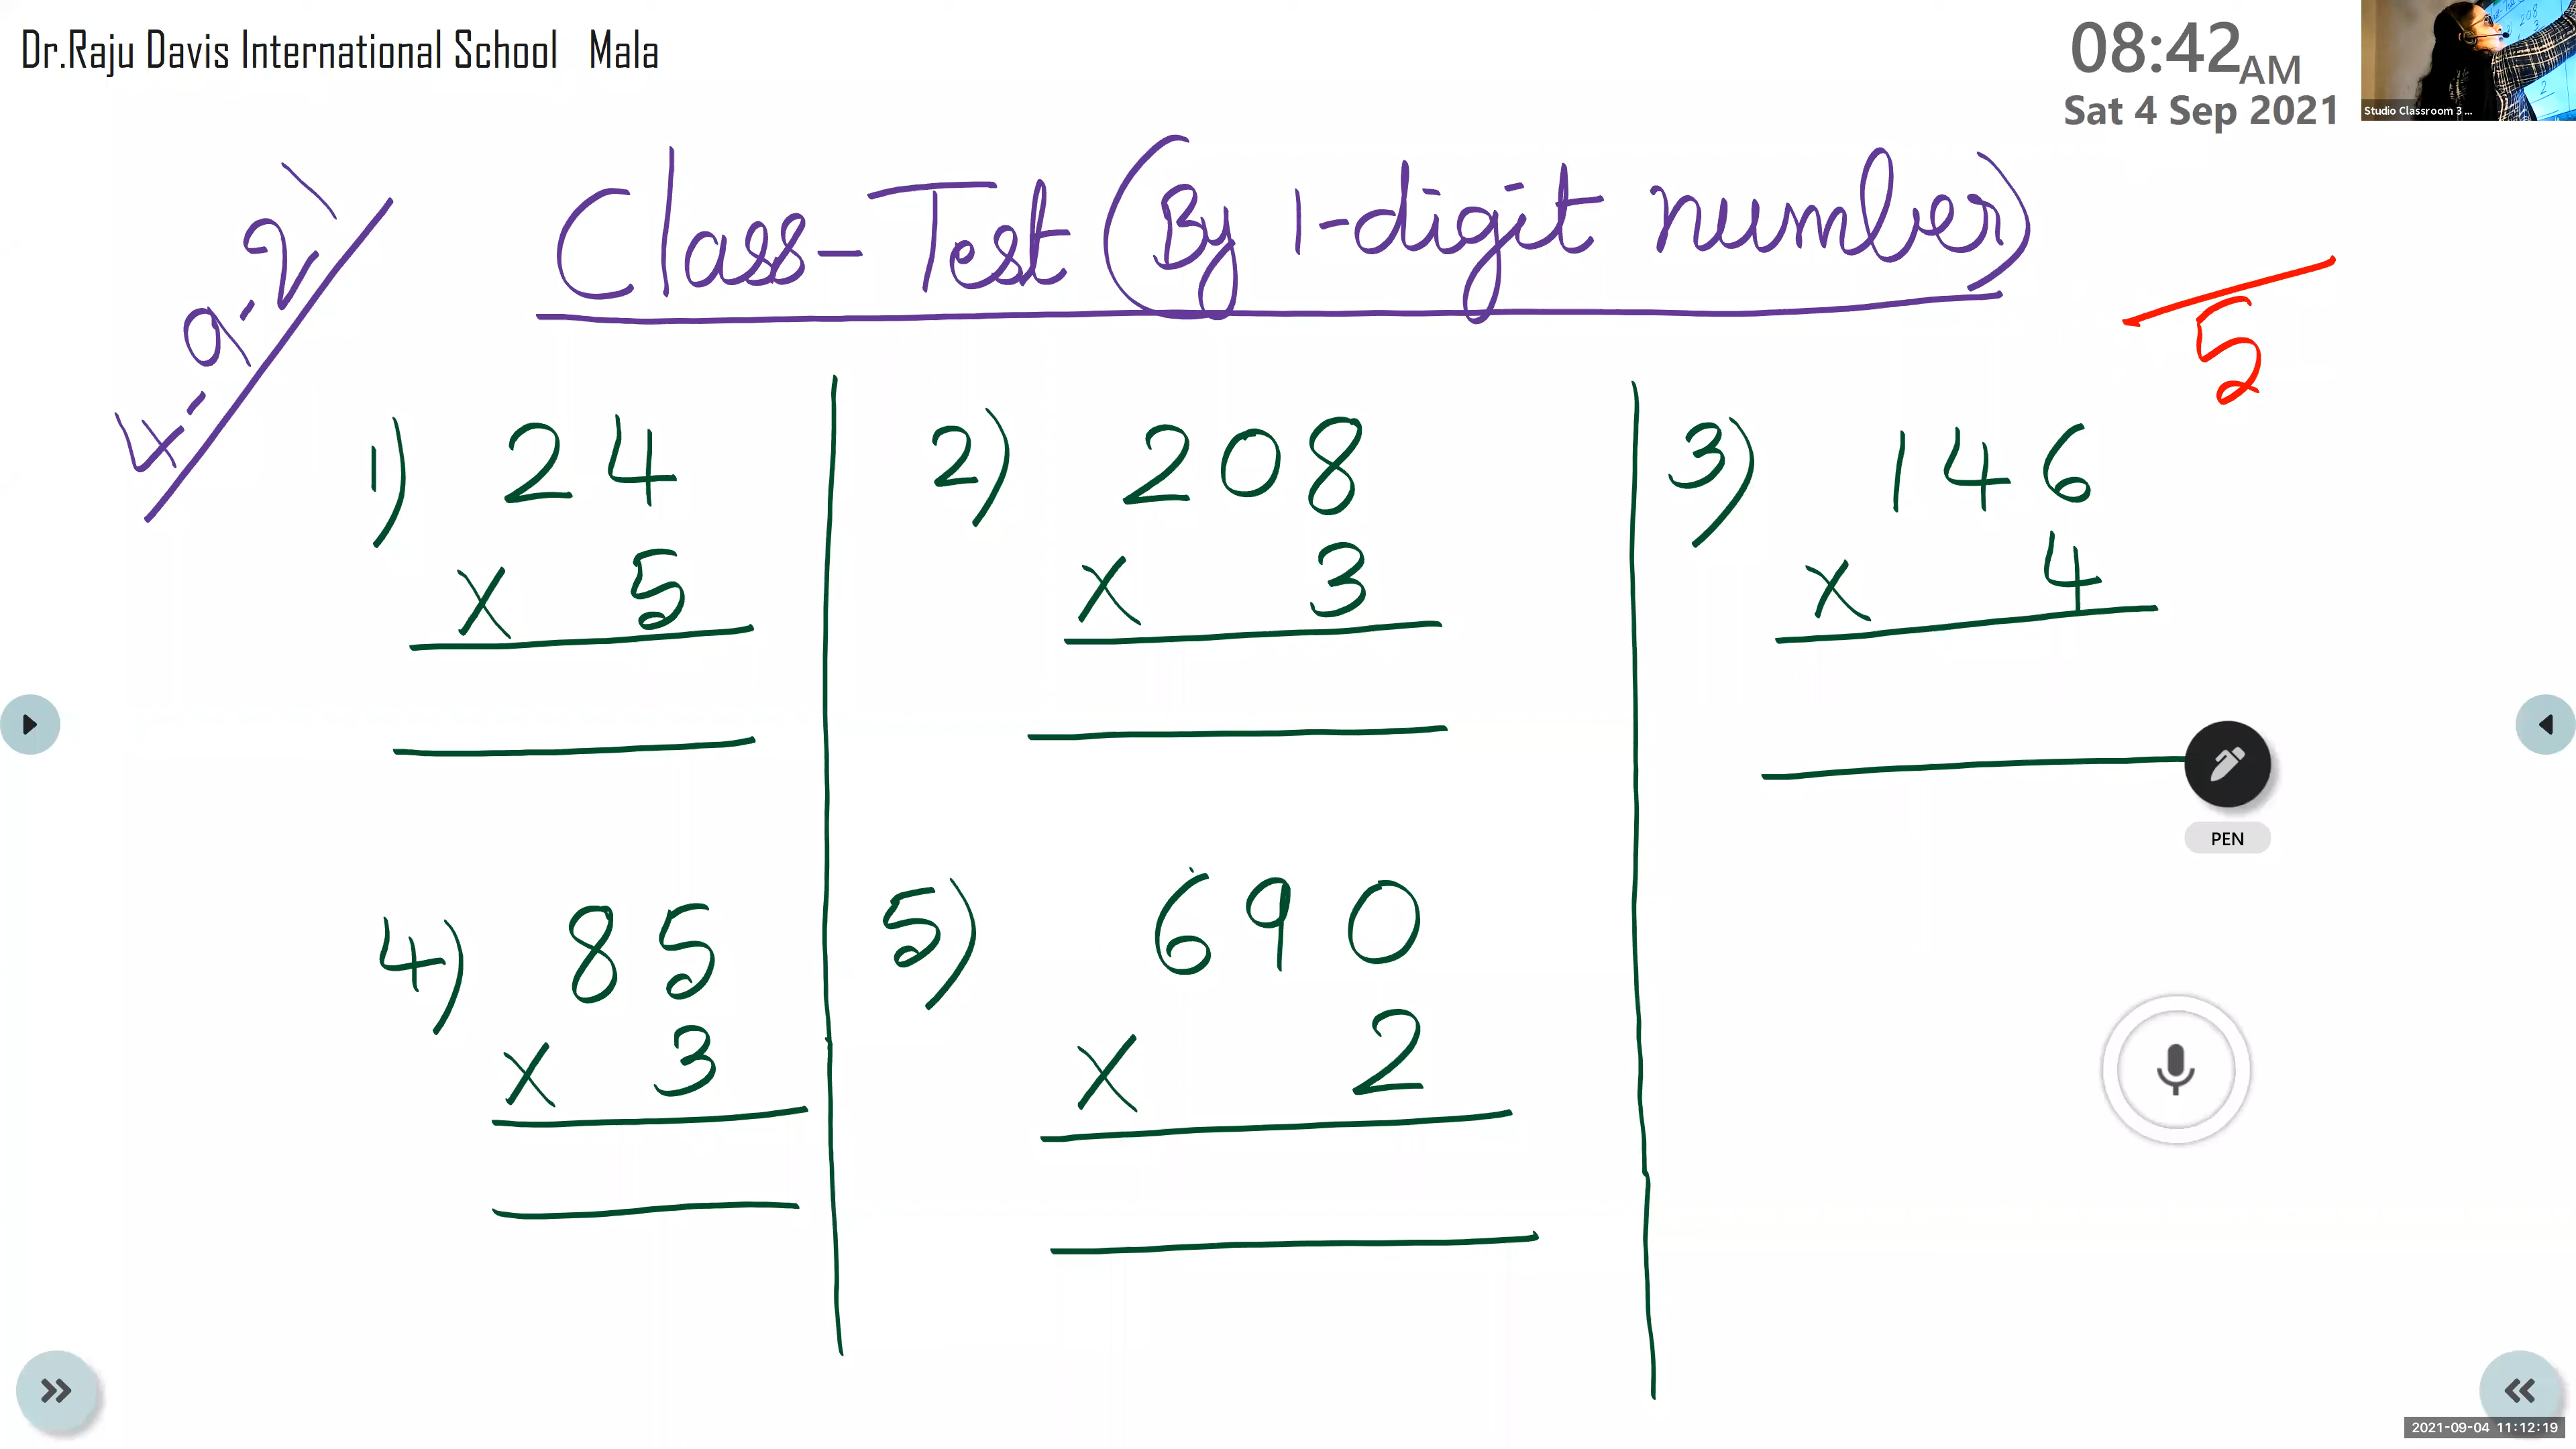 Dr.Raju Davis International School Mala
08:42 AM
Sat 4 Sep 2021
Studio Classroom 3 ...
4-9-21
Class-Test (By 1-digit number)
5
1) 24
x 5
2) 208
x 3
3) 146
x 4
4) 85
x 3
5) 690
x 2
PEN
2021-09-04 11:12:19